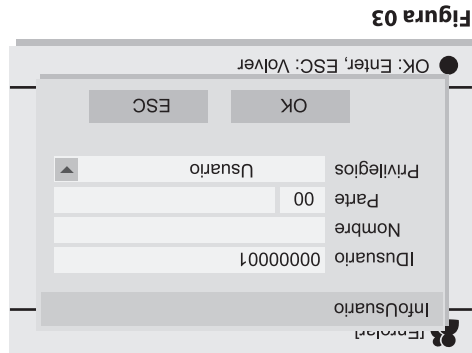 [Enrolar]
InfoUsuario
IDusuario 00000001
Nombre
Parte 00
Privilegios Usuario
OK ESC
OK: Enter, ESC: Volver
Figura 03